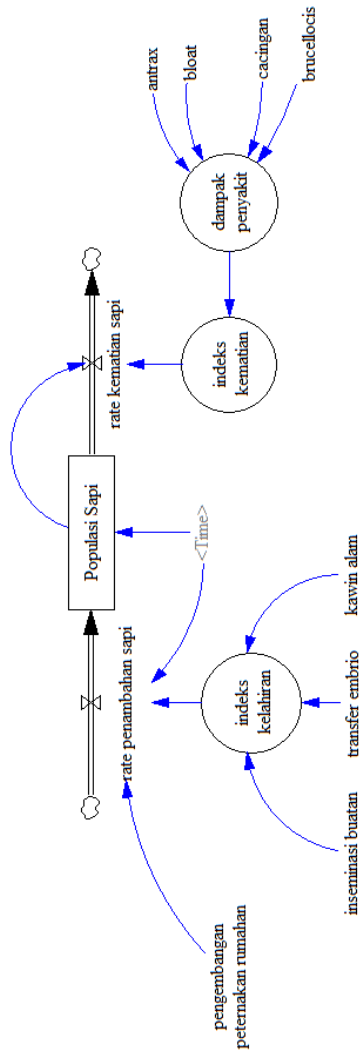 Populasi Sapi
rate penambahan sapi
rate kematian sapi
<Time>
pengembangan
peternakan rumahan
indeks
kelahiran
inseminasi buatan
transfer embrio
kawin alam
indeks
kematian
dampak
penyakit
antrax
bloat
cacingan
brucellocis